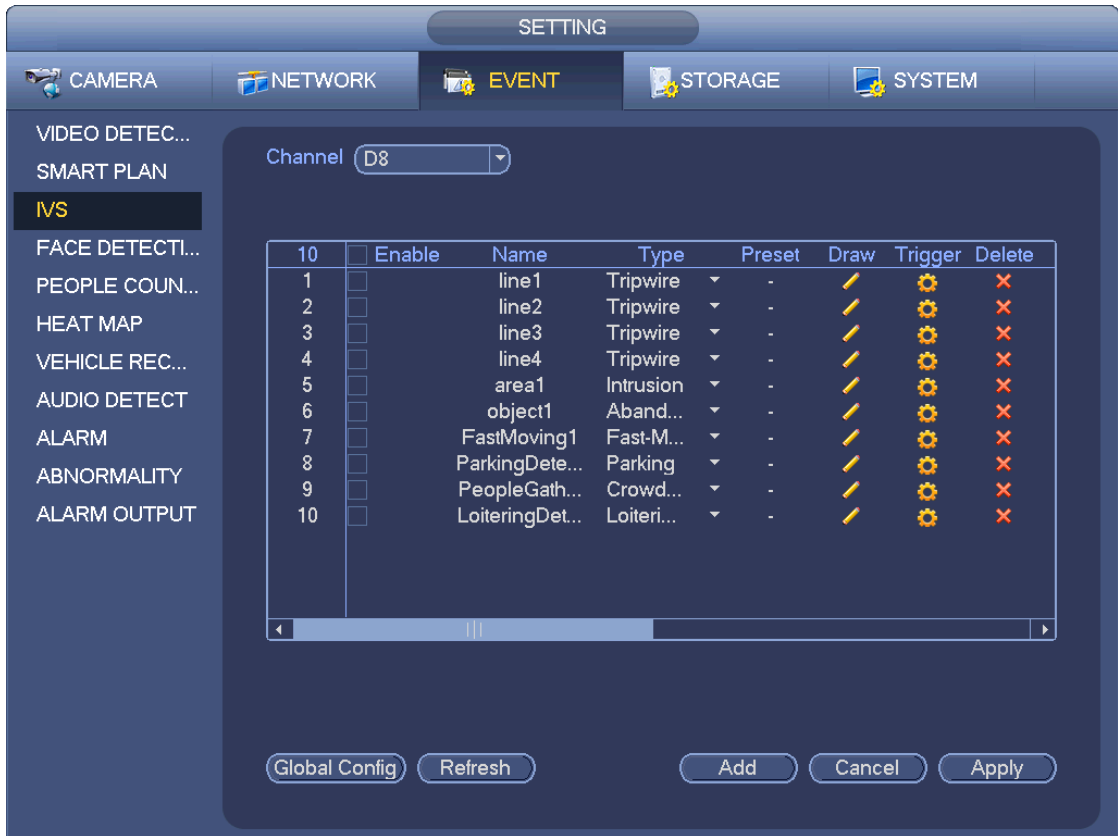 SETTING
CAMERA NETWORK EVENT STORAGE SYSTEM
VIDEO DETEC...
SMART PLAN
IVS
FACE DETECTI...
PEOPLE COUN...
HEAT MAP
VEHICLE REC...
AUDIO DETECT
ALARM
ABNORMALITY
ALARM OUTPUT
Channel D8
10 Enable Name Type Preset Draw Trigger Delete
1 line1 Tripwire -
2 line2 Tripwire -
3 line3 Tripwire -
4 line4 Tripwire -
5 area1 Intrusion -
6 object1 Aband... -
7 FastMoving1 Fast-M... -
8 ParkingDete... Parking -
9 PeopleGath... Crowd... -
10 LoiteringDet... Loiteri... -
Global Config Refresh Add Cancel Apply